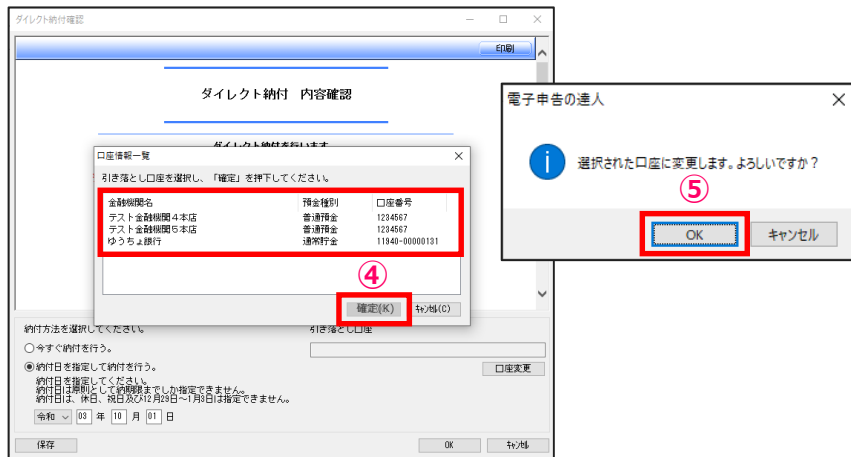 ダイレクト納付確認
印刷
ダイレクト納付 内容確認
ダイレクト納付を行います
口座情報一覧
引き落とし口座を選択し、「確定」を押下してください。
金融機関名 預金種別 口座番号
テスト金融機関4本店 普通預金 1234567
テスト金融機関5本店 普通預金 1234567
ゆうちょ銀行 通常貯金 11940-00000131
④
確定(K) キャンセル(C)
納付方法を選択してください。 引き落とし口座
今すぐ納付を行う。
納付日を指定して納付を行う。 口座変更
納付日を指定してください。
納付日は原則として納期限までしか指定できません。
納付日は、休日、祝日及び12月29日~1月3日は指定できません。
令和 03 年 10 月 01 日
保存 OK キャンセル
電子申告の達人
選択された口座に変更します。よろしいですか?
⑤
OK キャンセル